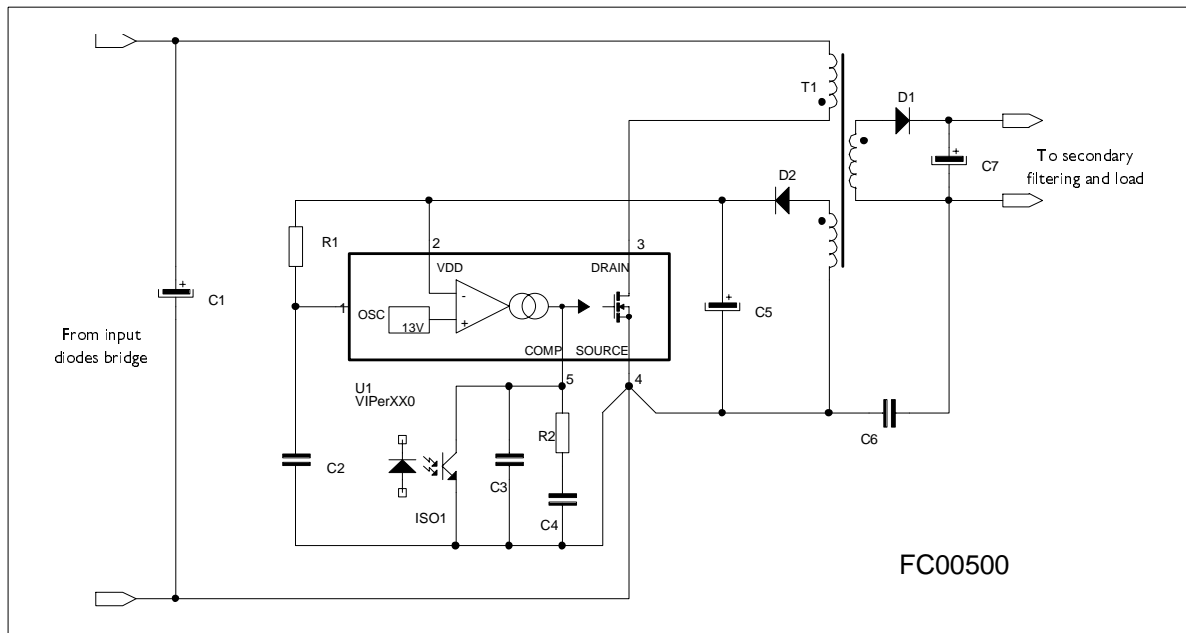 T1
D1
+
C7
To secondary
filtering and load
D2
R1
2
3
VDD
DRAIN
+
C1
1
-
OSC
+
13V
+
C5
From input
diodes bridge
COMP
SOURCE
U1
VIPerXX0
5
4
R2
C6
C2
C3
ISO1
C4
FC00500